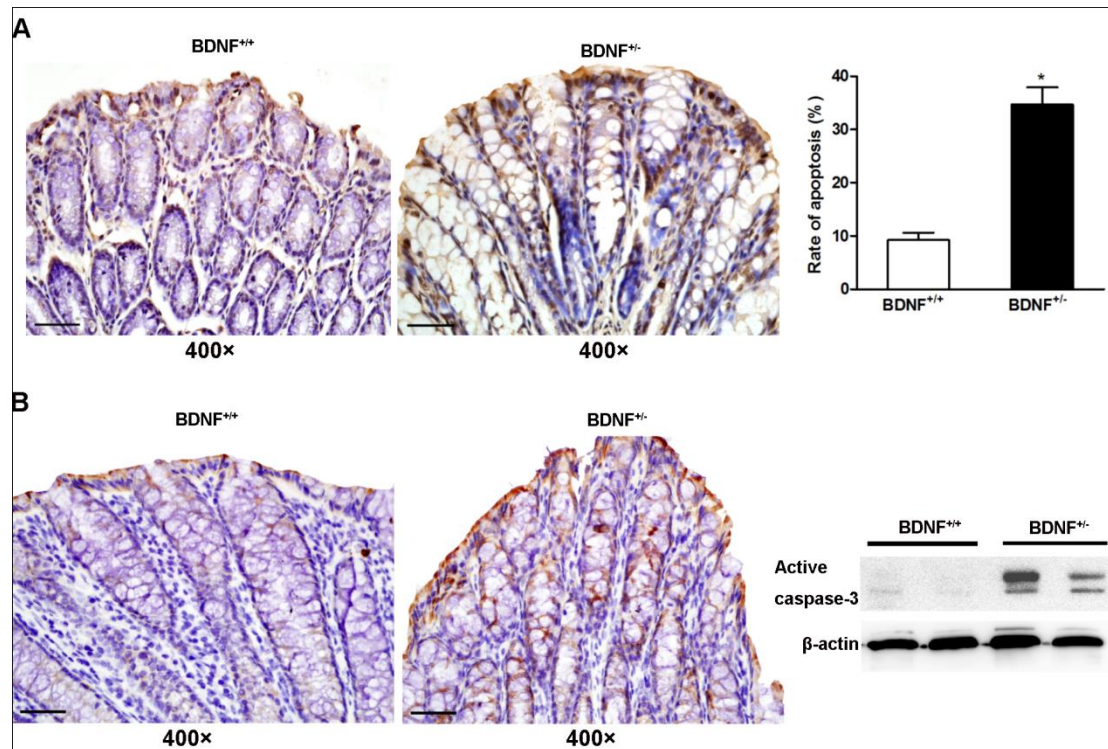 A
BDNF+/+
BDNF+/-
400×
400×
Rate of apoptosis (%)
40
30
20
10
0
*
BDNF+/+
BDNF+/-
B
BDNF+/+
BDNF+/-
400×
400×
BDNF+/+
BDNF+/-
Active
caspase-3
β-actin